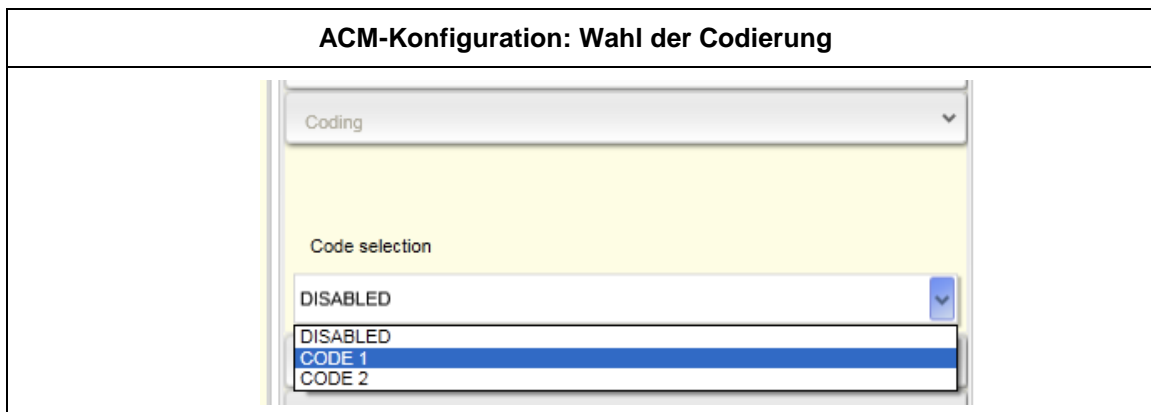 ACM-Konfiguration: Wahl der Codierung
Coding
Code selection
DISABLED
DISABLED
CODE 1
CODE 2